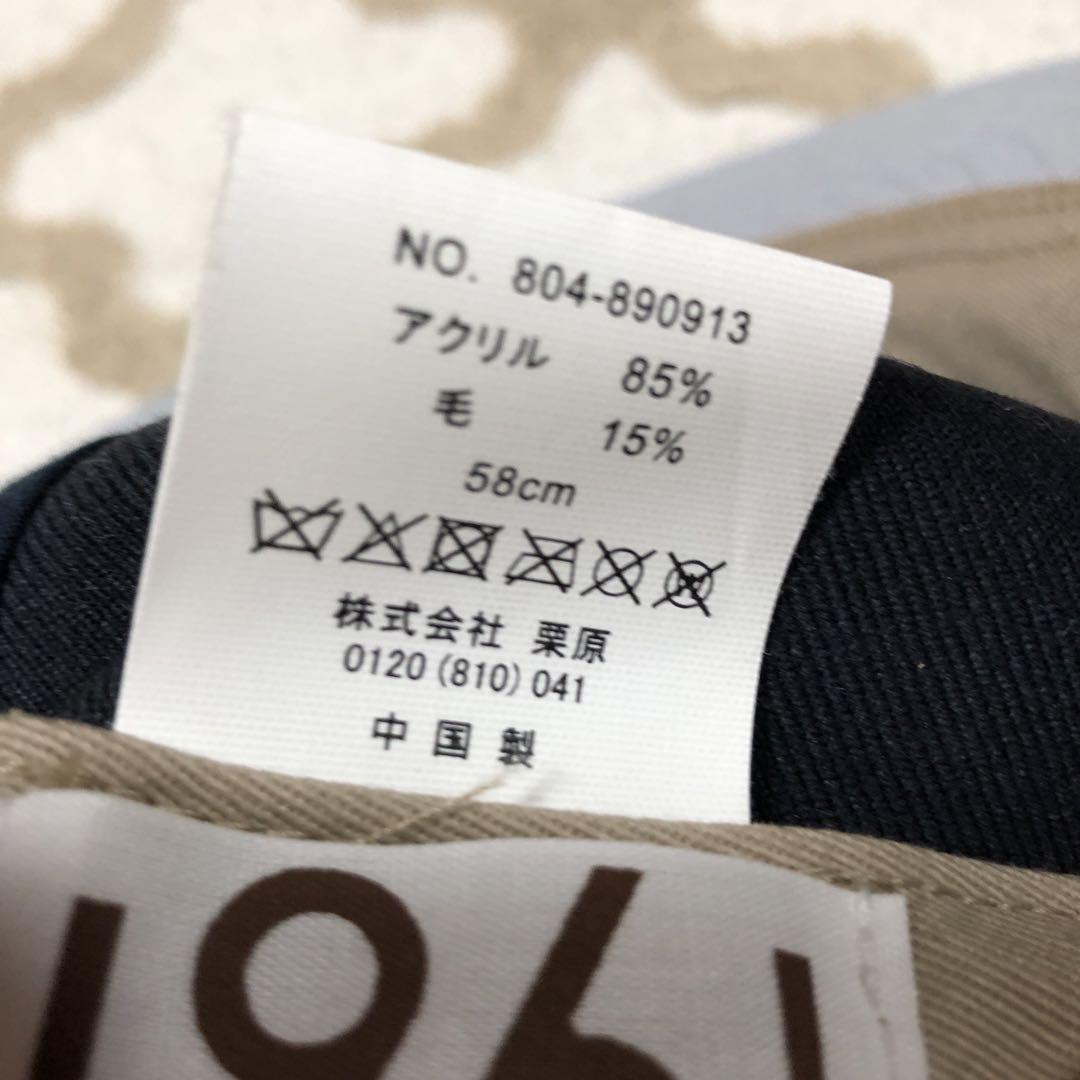 NO. 804-890913
アクリル 85%
毛 15%
58cm
株式会社 栗原
0120(810)041
中国製
1961